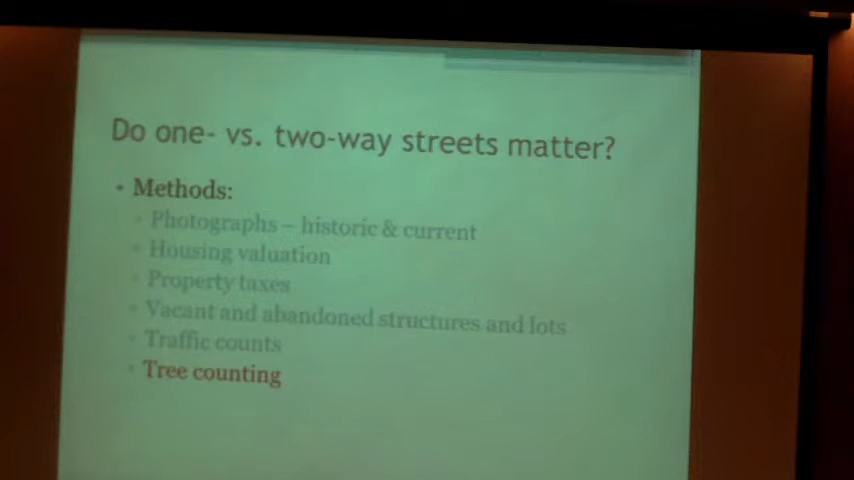 Do one- vs. two-way streets matter?
• Methods:
• Photographs – historic & current
• Housing valuation
• Property taxes
• Vacant and abandoned structures and lots
• Traffic counts
• Tree counting